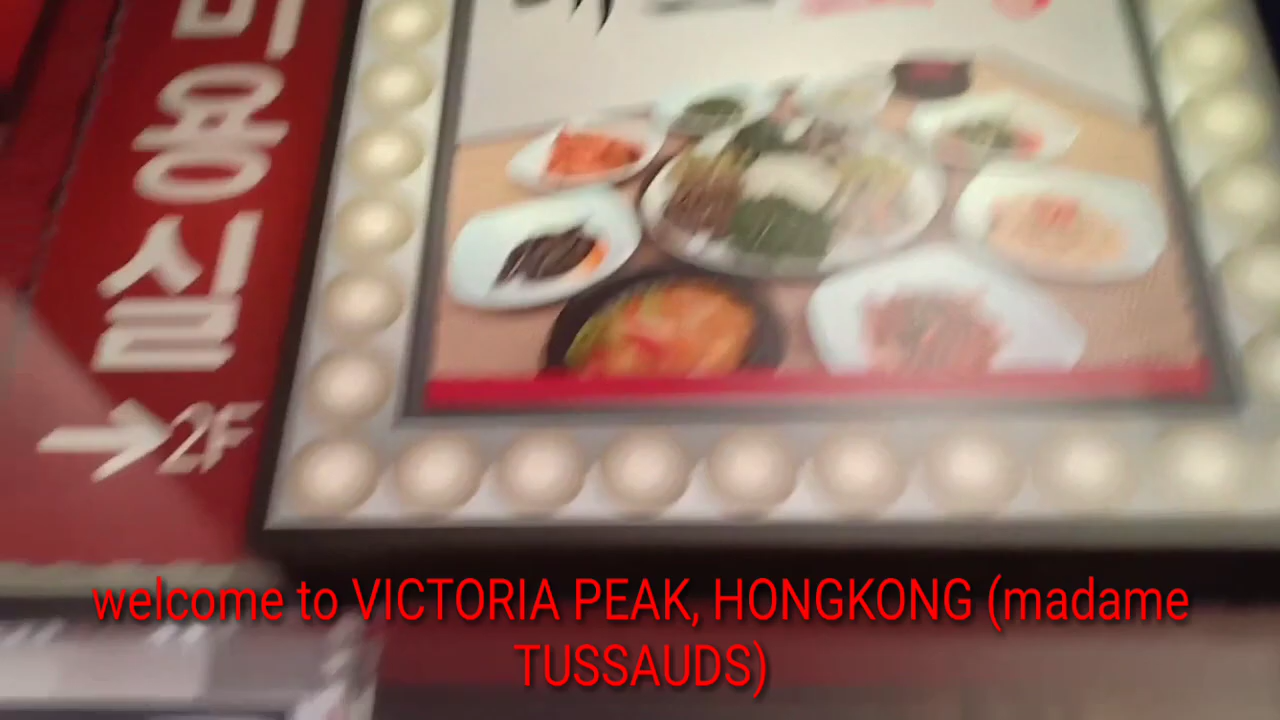 미용실
→2F
welcome to VICTORIA PEAK, HONGKONG (madame
TUSSAUDS)